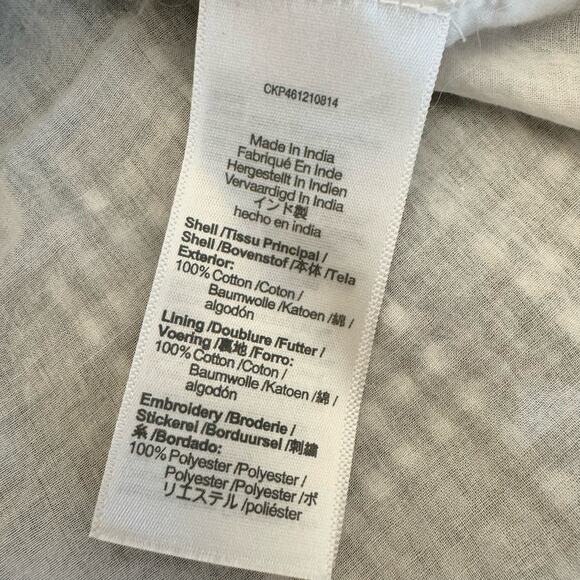 CKP461210814
Made In India
Fabriqué En Inde
Hergestellt In Indien
Vervaardigd In India
インド製
hecho en india
Shell /Tissu Principal /
Shell /Bovenstof /本体 /Tela
Exterior:
100% Cotton /Coton /
Baumwolle /Katoen /綿 /
algodón
Lining /Doublure /Futter /
Voering /裏地 /Forro:
100% Cotton /Coton /
Baumwolle /Katoen /綿 /
algodón
Embroidery /Broderie /
Stickerei /Borduursel /刺繍
糸 /Bordado:
100% Polyester /Polyester /
Polyester /Polyester /ポ
リエステル /poliéster